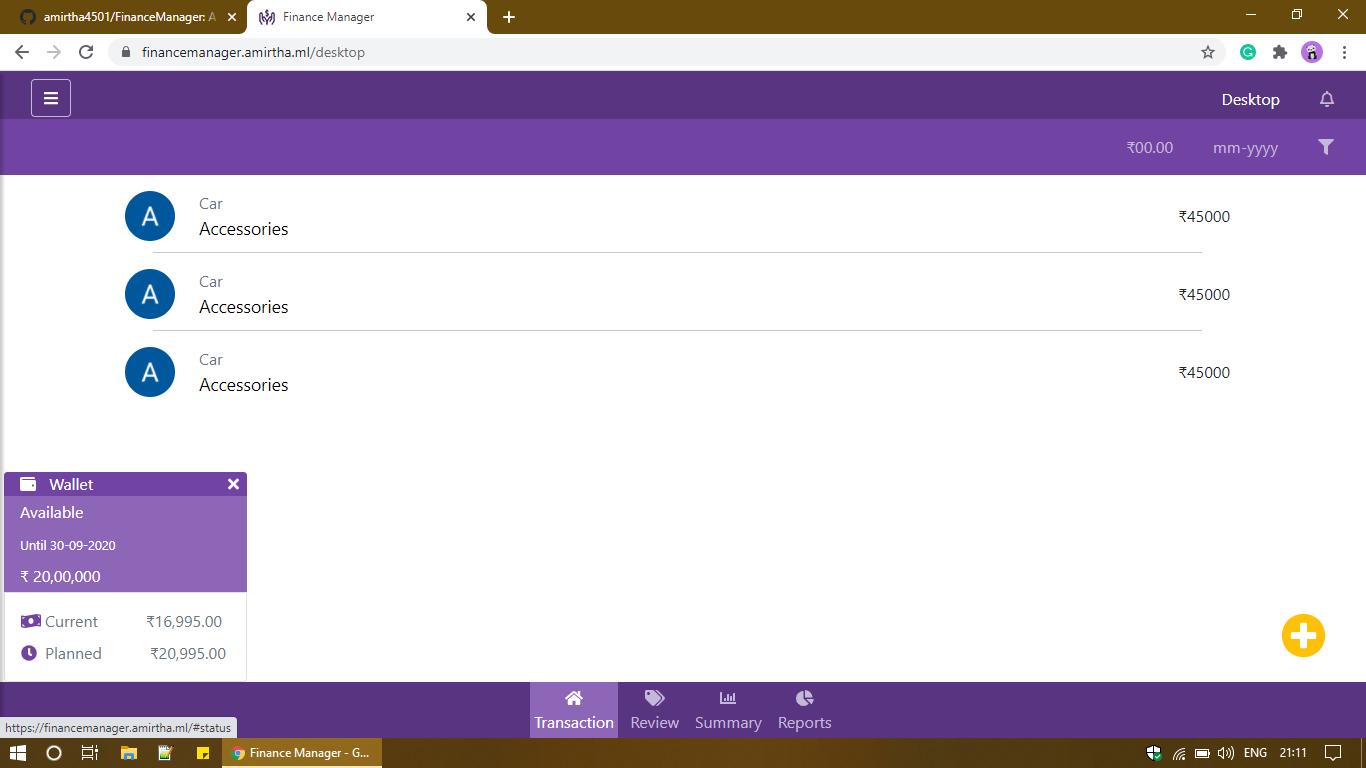 amirtha4501/FinanceManager: A
Finance Manager
financemanager.amirtha.ml/desktop
Desktop
₹00.00 mm-yyyy
A Car ₹45000
Accessories
A Car ₹45000
Accessories
A Car ₹45000
Accessories
Wallet
Available
Until 30-09-2020
₹ 20,00,000
Current ₹16,995.00
Planned ₹20,995.00
Transaction Review Summary Reports
https://financemanager.amirtha.ml/#status
Finance Manager - G...
ENG 21:11